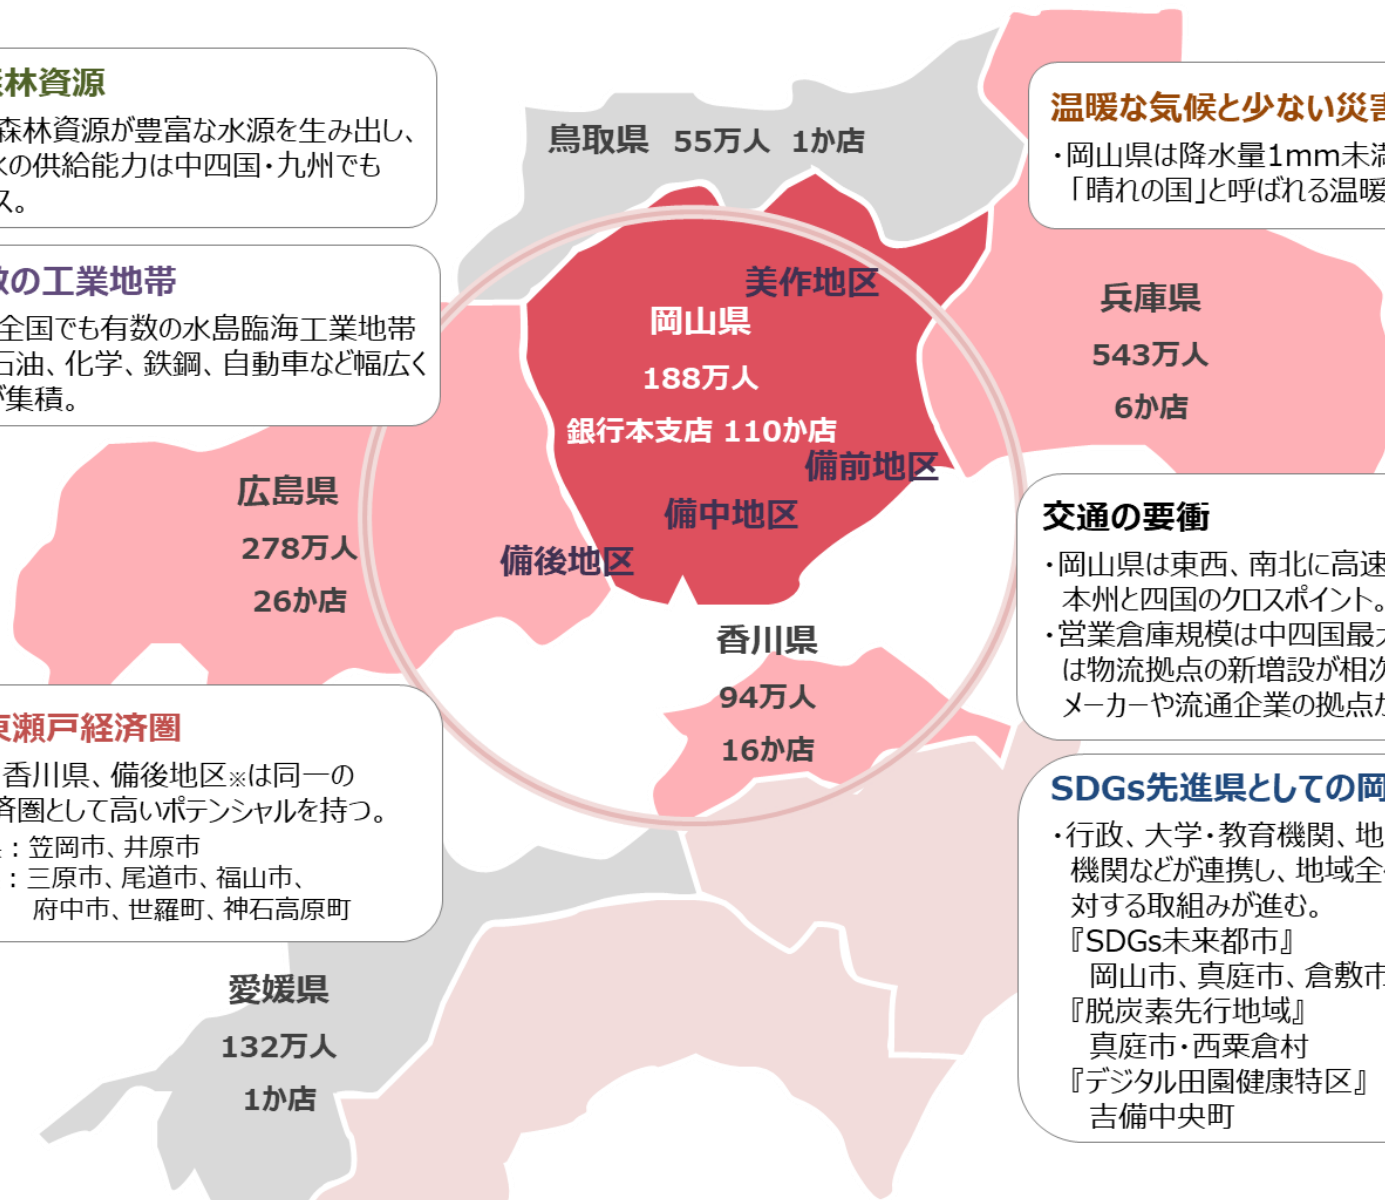 林資源
森林資源が豊富な水源を生み出し、
の供給能力は中四国・九州でも
ス。
の工業地帯
全国でも有数の水島臨海工業地帯
石油、化学、鉄鋼、自動車など幅広く
集積。
瀬戸経済圏
香川県、備後地区※は同一の
済圏として高いポテンシャルを持つ。
：笠岡市、井原市
：三原市、尾道市、福山市、
府中市、世羅町、神石高原町
鳥取県 55万人 1か店
美作地区
岡山県
188万人
銀行本支店 110か店
備前地区
備中地区
備後地区
広島県
278万人
26か店
香川県
94万人
16か店
愛媛県
132万人
1か店
兵庫県
543万人
6か店
温暖な気候と少ない災害
・岡山県は降水量1mm未満
「晴れの国」と呼ばれる温暖
交通の要衝
・岡山県は東西、南北に高速
本州と四国のクロスポイント。
・営業倉庫規模は中四国最大
は物流拠点の新増設が相次
メーカーや流通企業の拠点が
SDGs先進県としての岡
・行政、大学・教育機関、地
機関などが連携し、地域全
対する取組みが進む。
『SDGs未来都市』
岡山市、真庭市、倉敷市
『脱炭素先行地域』
真庭市・西粟倉村
『デジタル田園健康特区』
吉備中央町